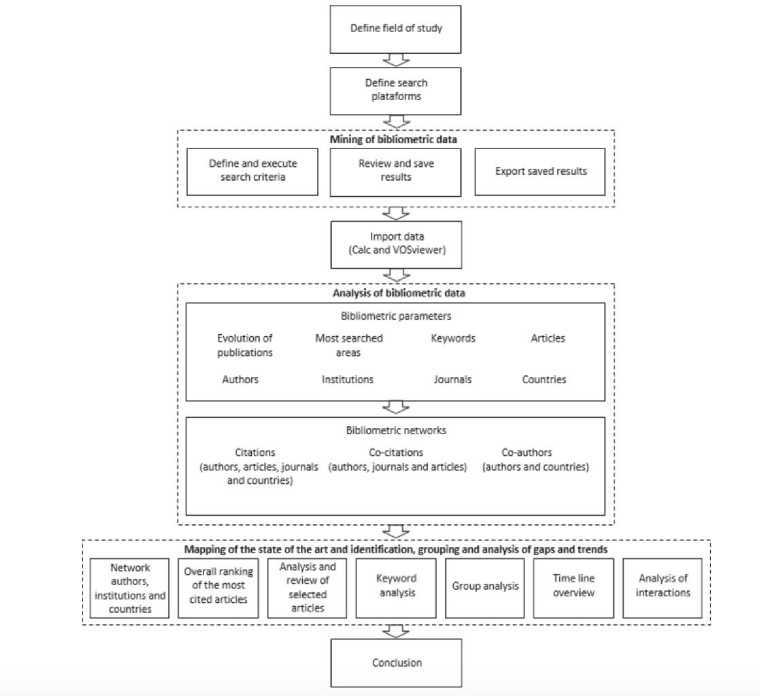 Define field of study
Define search
plataforms
Mining of bibliometric data
Define and execute
search criteria
Review and save
results
Export saved results
Import data
(Calc and VOSviewer)
Analysis of bibliometric data
Bibliometric parameters
Evolution of
publications
Most searched
areas
Keywords
Articles
Authors
Institutions
Journals
Countries
Bibliometric networks
Citations
(authors, articles, journals
and countries)
Co-citations
(authors, journals and articles)
Co-authors
(authors and countries)
Mapping of the state of the art and identification, grouping and analysis of gaps and trends
Network
authors,
institutions and
countries
Overall ranking
of the most
cited articles
Analysis and
review of
selected
articles
Keyword
analysis
Group analysis
Time line
overview
Analysis of
interactions
Conclusion